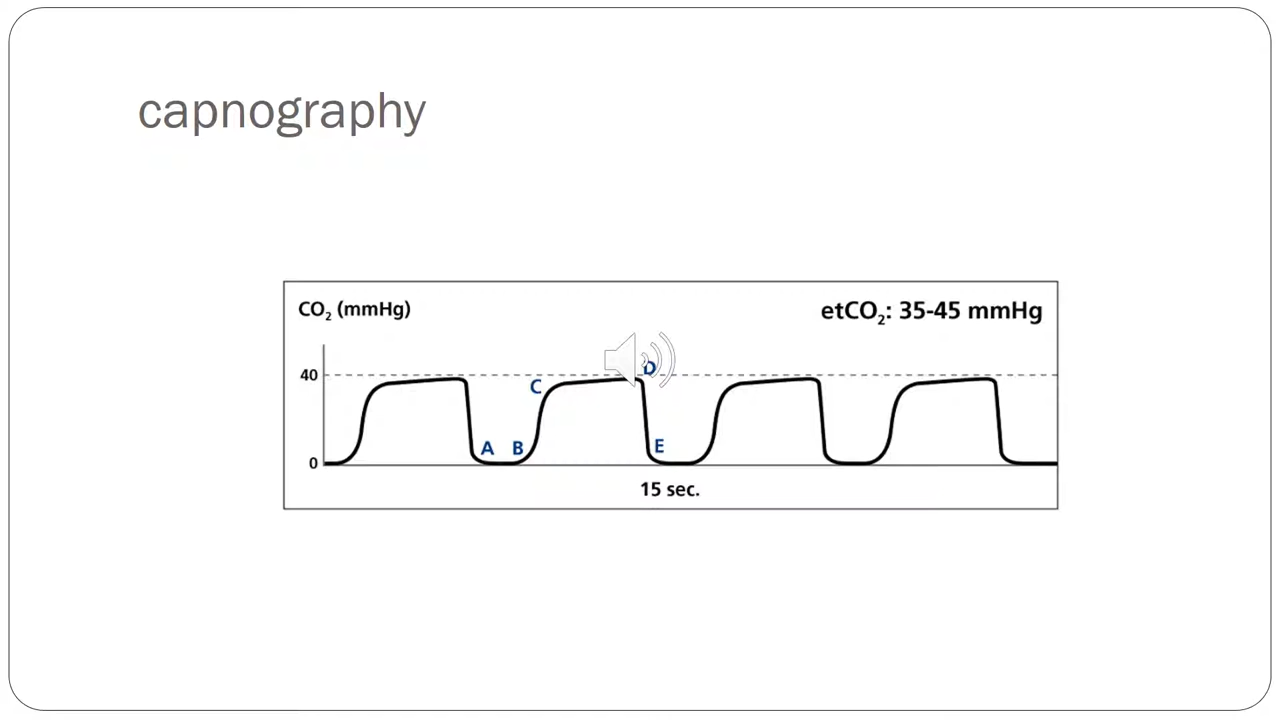 capnography
CO₂ (mmHg)
etCO₂: 35-45 mmHg
40
D
C
A
B
E
0
15 sec.